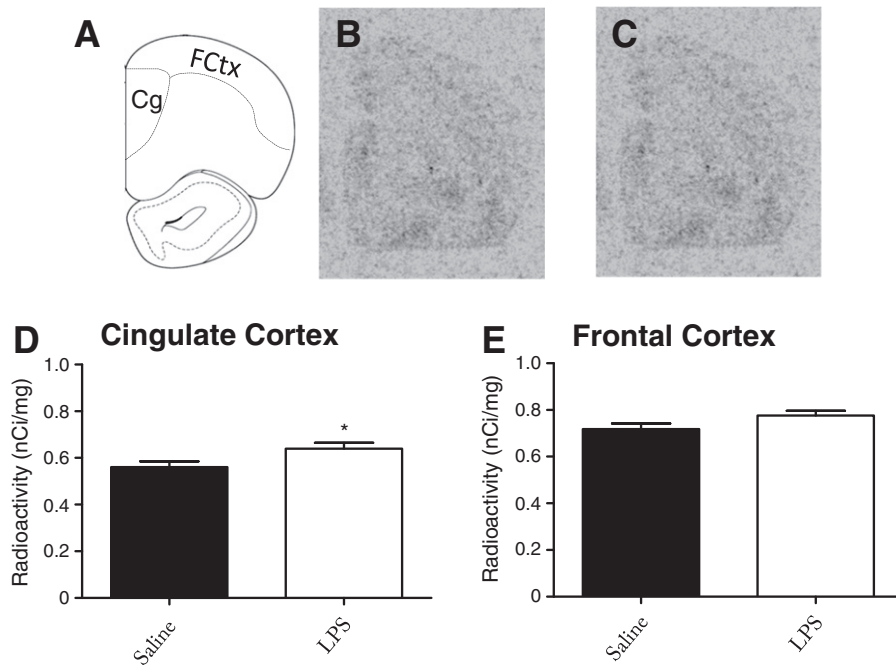 A
FCtx
Cg
B
C
D
Cingulate Cortex
Radioactivity (nCi/mg)
1.0
0.8
0.6
0.4
0.2
0
*
Saline
LPS
E
Frontal Cortex
Radioactivity (nCi/mg)
1.0
0.8
0.6
0.4
0.2
0
Saline
LPS